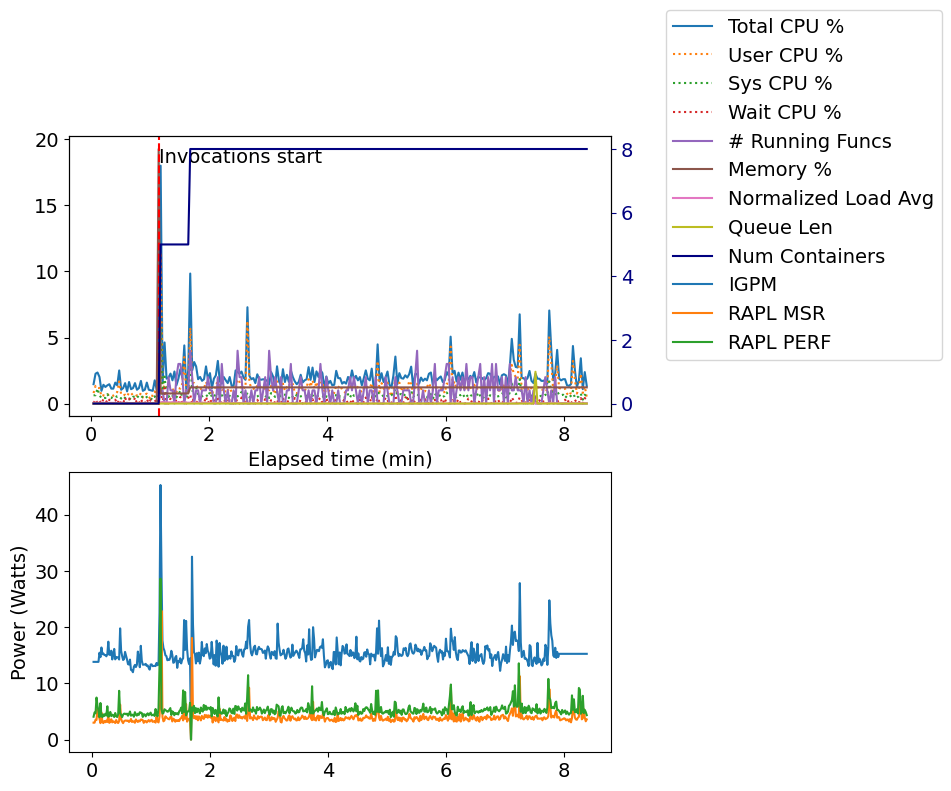 Total CPU %
User CPU %
Sys CPU %
Wait CPU %
# Running Funcs
Memory %
Normalized Load Avg
Queue Len
Num Containers
IGPM
RAPL MSR
RAPL PERF
Invocations start
20
15
10
5
0
8
6
4
2
0
0 2 4 6 8
Elapsed time (min)
Power (Watts)
40
30
20
10
0
0 2 4 6 8